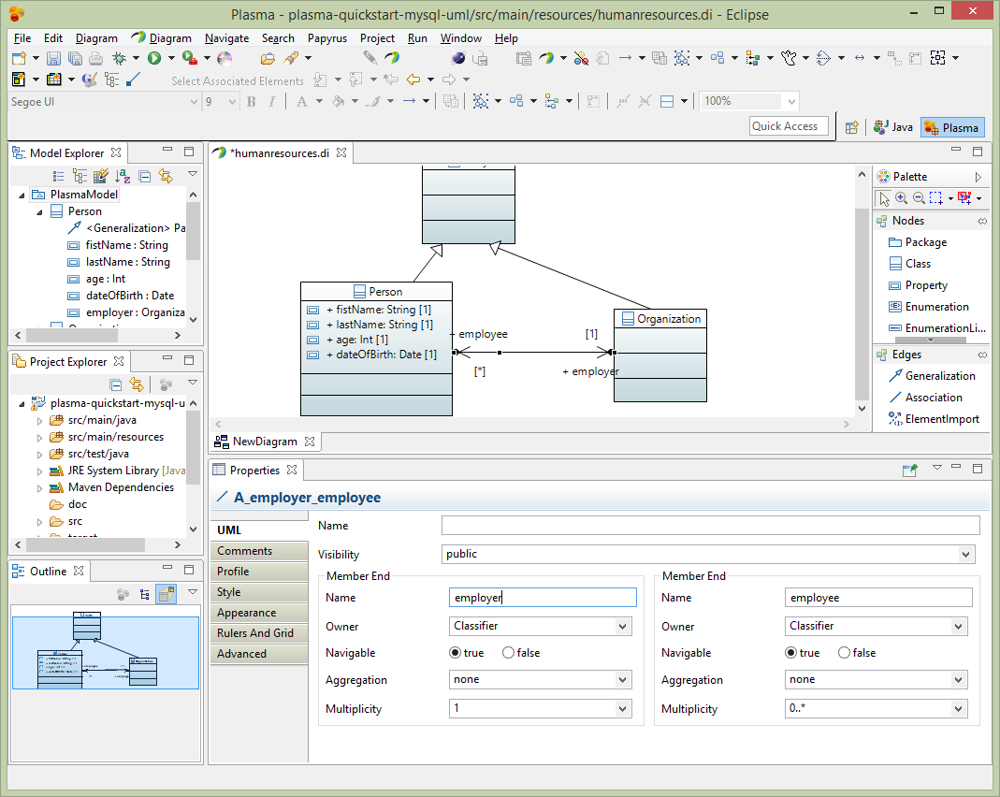 Plasma - plasma-quickstart-mysql-uml/src/main/resources/humanresources.di - Eclipse
File Edit Diagram Diagram Navigate Search Papyrus Project Run Window Help
Select Associated Elements
Segoe UI 9 B I A 100%
Quick Access Java Plasma
Model Explorer
PlasmaModel
Person
<Generalization> Pa
fistName : String
lastName : String
age : Int
dateOfBirth : Date
employer : Organiza
Project Explorer
plasma-quickstart-mysql-u
src/main/java
src/main/resources
src/test/java
JRE System Library [Java
Maven Dependencies
doc
src
Outline
*humanresources.di
Person
+ fistName: String [1]
+ lastName: String [1]
+ age: Int [1]
+ dateOfBirth: Date [1]
+ employee
[1]
[*]
+ employer
Organization
NewDiagram
Palette
Nodes
Package
Class
Property
Enumeration
EnumerationLi...
Edges
Generalization
Association
ElementImport
Properties
A_employer_employee
UML
Comments
Profile
Style
Appearance
Rulers And Grid
Advanced
Name
Visibility public
Member End
Name employer
Owner Classifier
Navigable true false
Aggregation none
Multiplicity 1
Member End
Name employee
Owner Classifier
Navigable true false
Aggregation none
Multiplicity 0..*